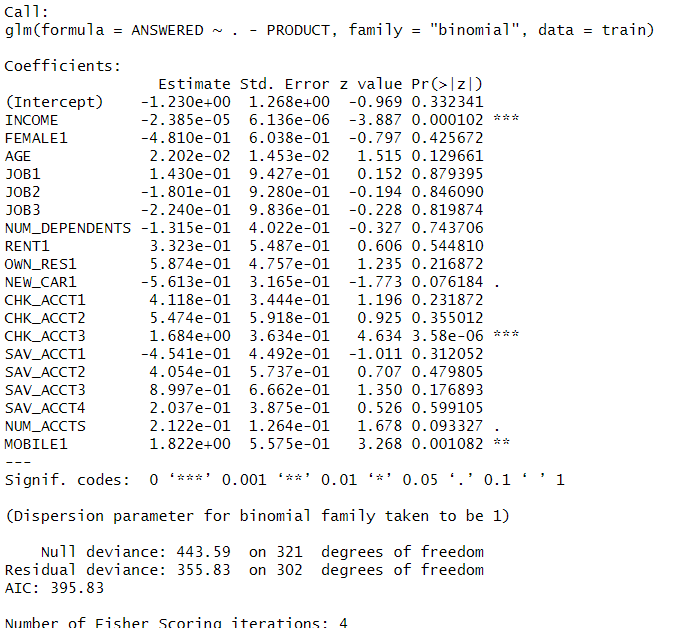 Call:
glm(formula = ANSWERED ~ . - PRODUCT, family = "binomial", data = train)
Coefficients:
Estimate Std. Error z value Pr(>|z|)
(Intercept) -1.230e+00 1.268e+00 -0.969 0.332341
INCOME -2.385e-05 6.136e-06 -3.887 0.000102 ***
FEMALE1 -4.810e-01 6.038e-01 -0.797 0.425672
AGE 2.202e-02 1.453e-02 1.515 0.129661
JOB1 1.430e-01 9.427e-01 0.152 0.879395
JOB2 -1.801e-01 9.280e-01 -0.194 0.846090
JOB3 -2.240e-01 9.836e-01 -0.228 0.819874
NUM_DEPENDENTS -1.315e-01 4.022e-01 -0.327 0.743706
RENT1 3.323e-01 5.487e-01 0.606 0.544810
OWN_RES1 5.874e-01 4.757e-01 1.235 0.216872
NEW_CAR1 -5.613e-01 3.165e-01 -1.773 0.076184 .
CHK_ACCT1 4.118e-01 3.444e-01 1.196 0.231872
CHK_ACCT2 5.474e-01 5.918e-01 0.925 0.355012
CHK_ACCT3 1.684e+00 3.634e-01 4.634 3.58e-06 ***
SAV_ACCT1 -4.541e-01 4.492e-01 -1.011 0.312052
SAV_ACCT2 4.054e-01 5.737e-01 0.707 0.479805
SAV_ACCT3 8.997e-01 6.662e-01 1.350 0.176893
SAV_ACCT4 2.037e-01 3.875e-01 0.526 0.599105
NUM_ACCTS 2.122e-01 1.264e-01 1.678 0.093327 .
MOBILE1 1.822e+00 5.575e-01 3.268 0.001082 **
---
Signif. codes: 0 ‘***’ 0.001 ‘**’ 0.01 ‘*’ 0.05 ‘.’ 0.1 ‘ ’ 1
(Dispersion parameter for binomial family taken to be 1)
Null deviance: 443.59 on 321 degrees of freedom
Residual deviance: 355.83 on 302 degrees of freedom
AIC: 395.83
Number of Fisher Scoring iterations: 4